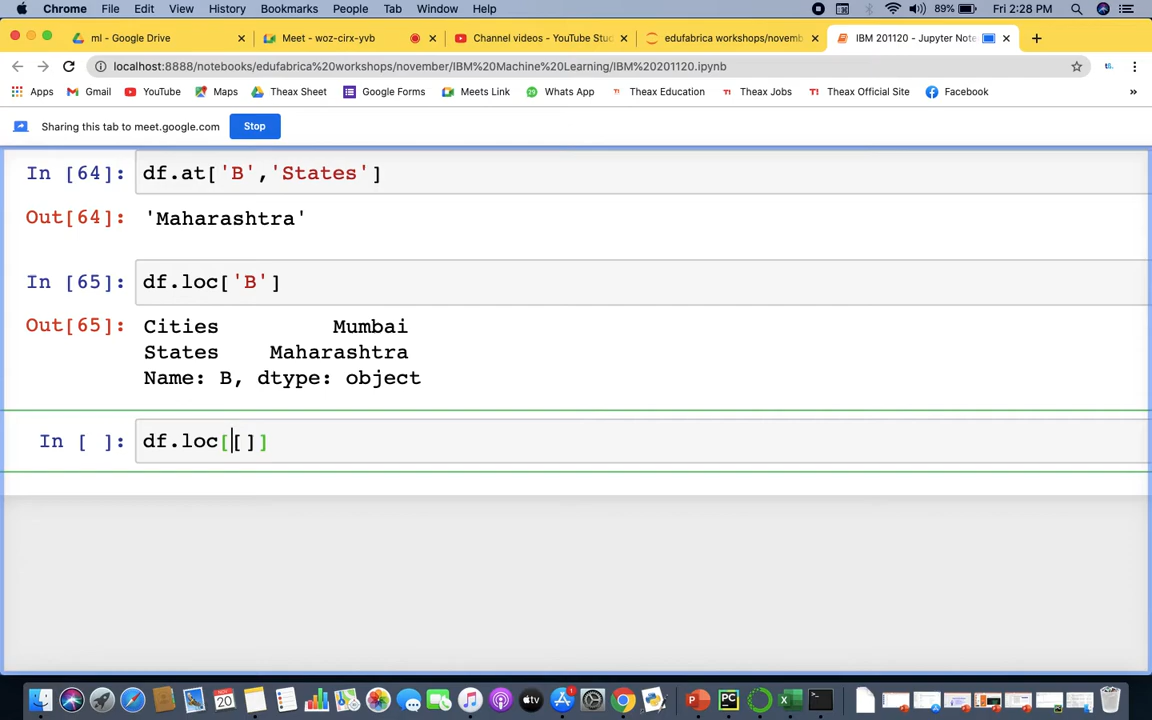 Chrome File Edit View History Bookmarks People Tab Window Help 89% Fri 2:28 PM
ml - Google Drive Meet - woz-cirx-yvb Channel videos - YouTube Stud edufabrica workshops/novemb IBM 201120 - Jupyter Note
localhost:8888/notebooks/edufabrica%20workshops/november/IBM%20Machine%20Learning/IBM%20201120.ipynb
Apps Gmail YouTube Maps Theax Sheet Google Forms Meets Link Whats App Theax Education Theax Jobs Theax Official Site Facebook »
Sharing this tab to meet.google.com Stop
In [64]: df.at['B','States']
Out[64]: 'Maharashtra'
In [65]: df.loc['B']
Out[65]: Cities Mumbai
States Maharashtra
Name: B, dtype: object
In [ ]: df.loc[[]]